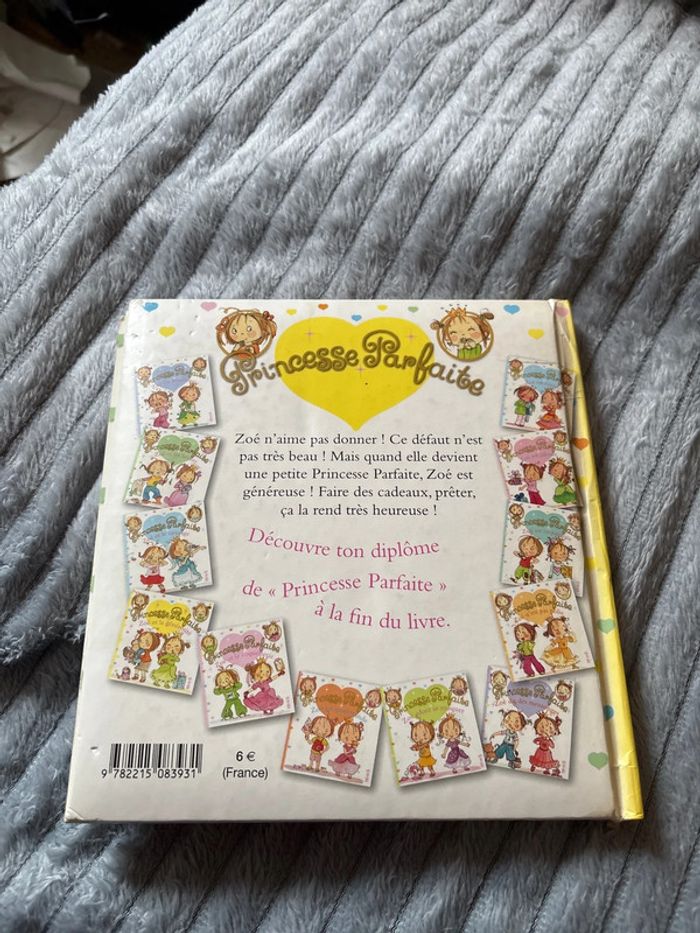 Princesse Parfaite
Zoé n'aime pas donner ! Ce défaut n'est
pas très beau ! Mais quand elle devient
une petite Princesse Parfaite, Zoé est
généreuse ! Faire des cadeaux, prêter,
ça la rend très heureuse !
Découvre ton diplôme
de « Princesse Parfaite »
à la fin du livre.
9 782215 083931
6 €
(France)